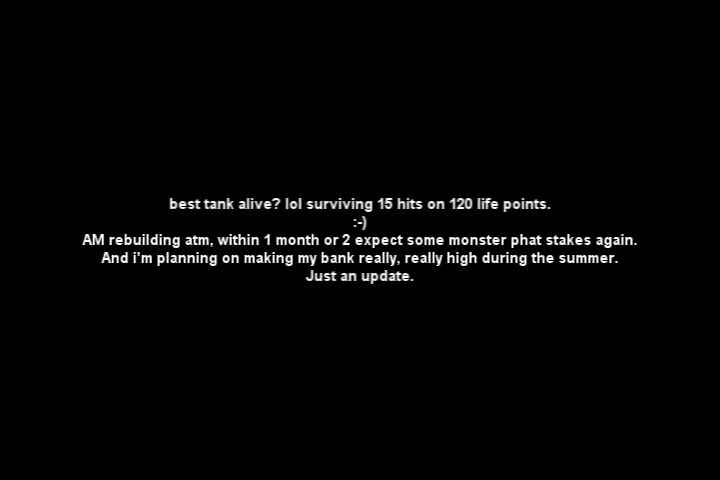 best tank alive? lol surviving 15 hits on 120 life points.
:-)
AM rebuilding atm, within 1 month or 2 expect some monster phat stakes again.
And i'm planning on making my bank really, really high during the summer.
Just an update.